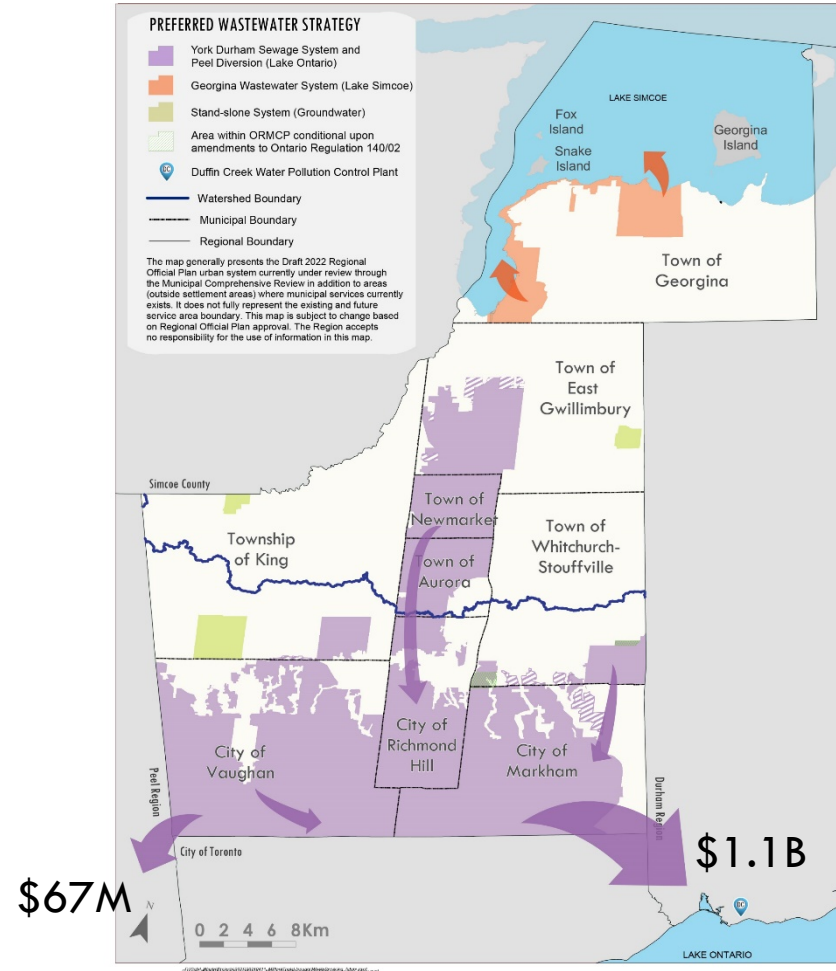 PREFERRED WASTEWATER STRATEGY
York Durham Sewage System and
Peel Diversion (Lake Ontario)
Georgina Wastewater System (Lake Simcoe)
Stand-slone System (Groundwater)
Area within ORMCP conditional upon
amendments to Ontario Regulation 140/02
DC
Duffin Creek Water Pollution Control Plant
Watershed Boundary
Municipal Boundary
Regional Boundary
The map generally presents the Draft 2022 Regional
Official Plan urban system currently under review through
the Municipal Comprehensive Review in addition to areas
(outside settlement areas) where municipal services currently
exists. It does not fully represent the existing and future
service area boundary. This map is subject to change based
on Regional Official Plan approval. The Region accepts
no responsibility for the use of information in this map.
LAKE SIMCOE
Fox
Island
Snake
Island
Georgina
Island
Town of
Georgina
Town of
East
Gwillimbury
Simcoe County
Town of
Newmarket
Township
of King
Town of
Whitchurch-
Stouffville
Town of
Aurora
City of
Richmond
Hill
City of
Vaughan
City of
Markham
Peel Region
Durham Region
City of Toronto
$1.1B
$67M
N
0 2 4 6 8Km
DC
LAKE ONTARIO